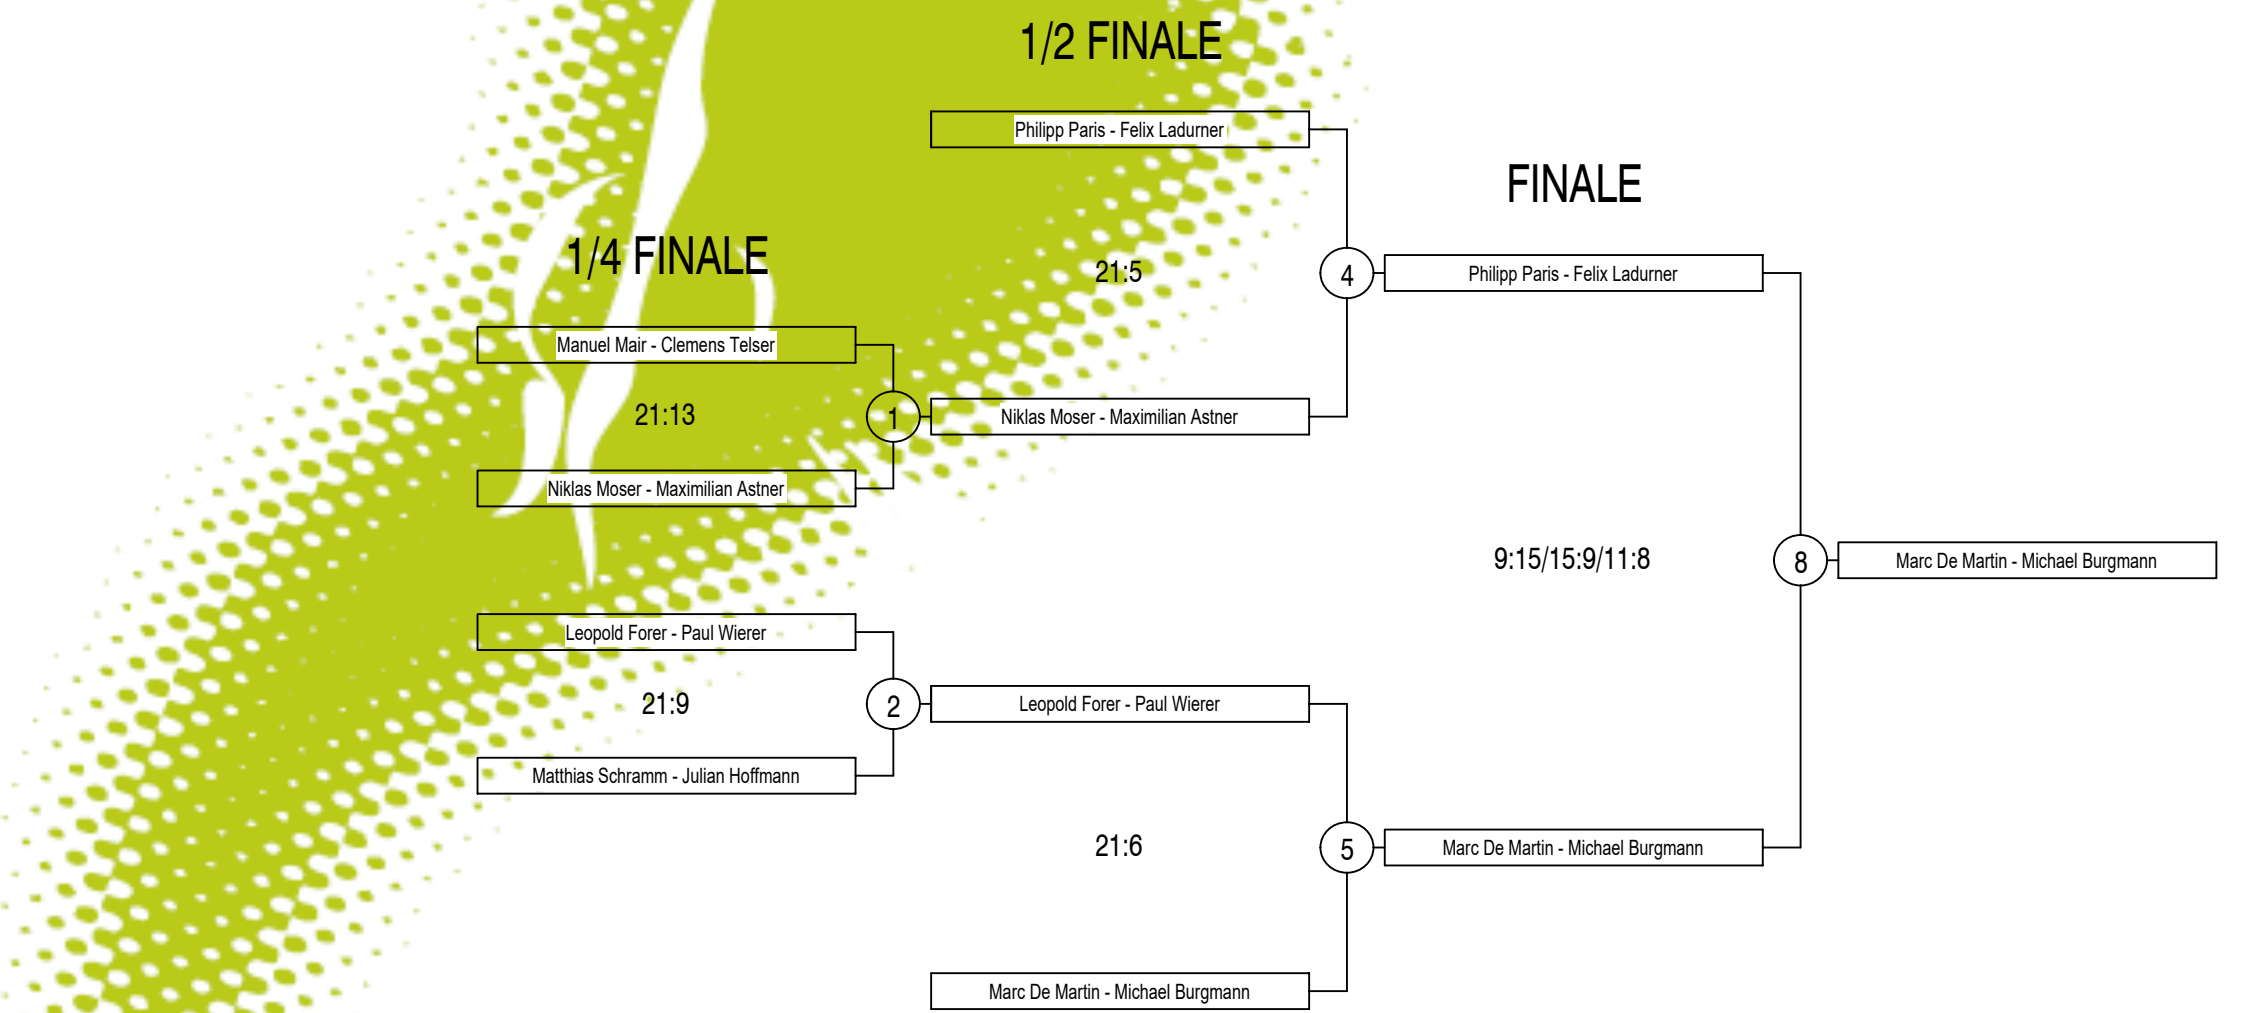 1/2 FINALE
Philipp Paris - Felix Ladurner
FINALE
1/4 FINALE
21:5
4
Philipp Paris - Felix Ladurner
Manuel Mair - Clemens Telser
21:13
1
Niklas Moser - Maximilian Astner
Niklas Moser - Maximilian Astner
9:15/15:9/11:8
8
Marc De Martin - Michael Burgmann
Leopold Forer - Paul Wierer
21:9
2
Leopold Forer - Paul Wierer
Matthias Schramm - Julian Hoffmann
21:6
5
Marc De Martin - Michael Burgmann
Marc De Martin - Michael Burgmann